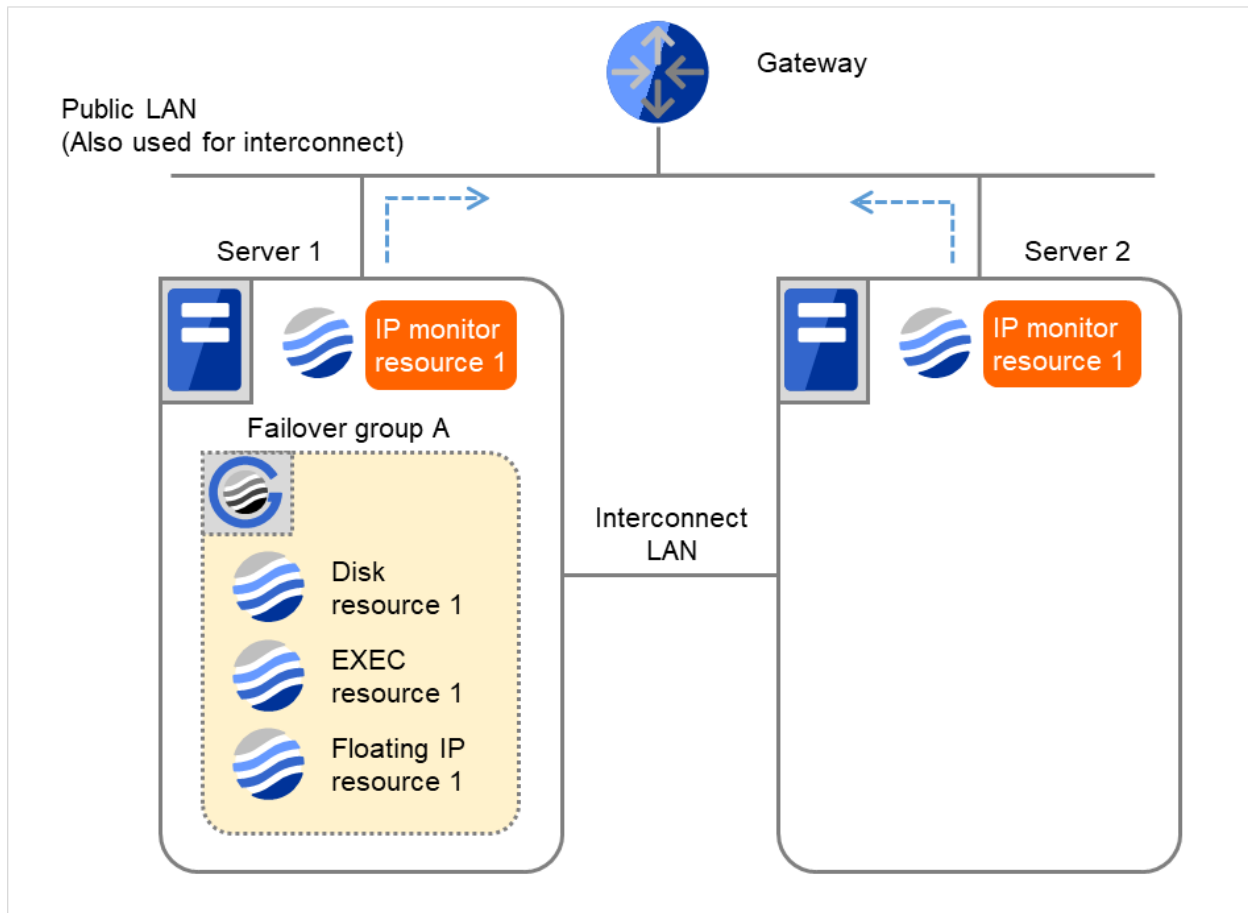 Gateway
Public LAN
(Also used for interconnect)
Server 1
Server 2
IP monitor
resource 1
IP monitor
resource 1
Failover group A
Disk
resource 1
EXEC
resource 1
Floating IP
resource 1
Interconnect
LAN